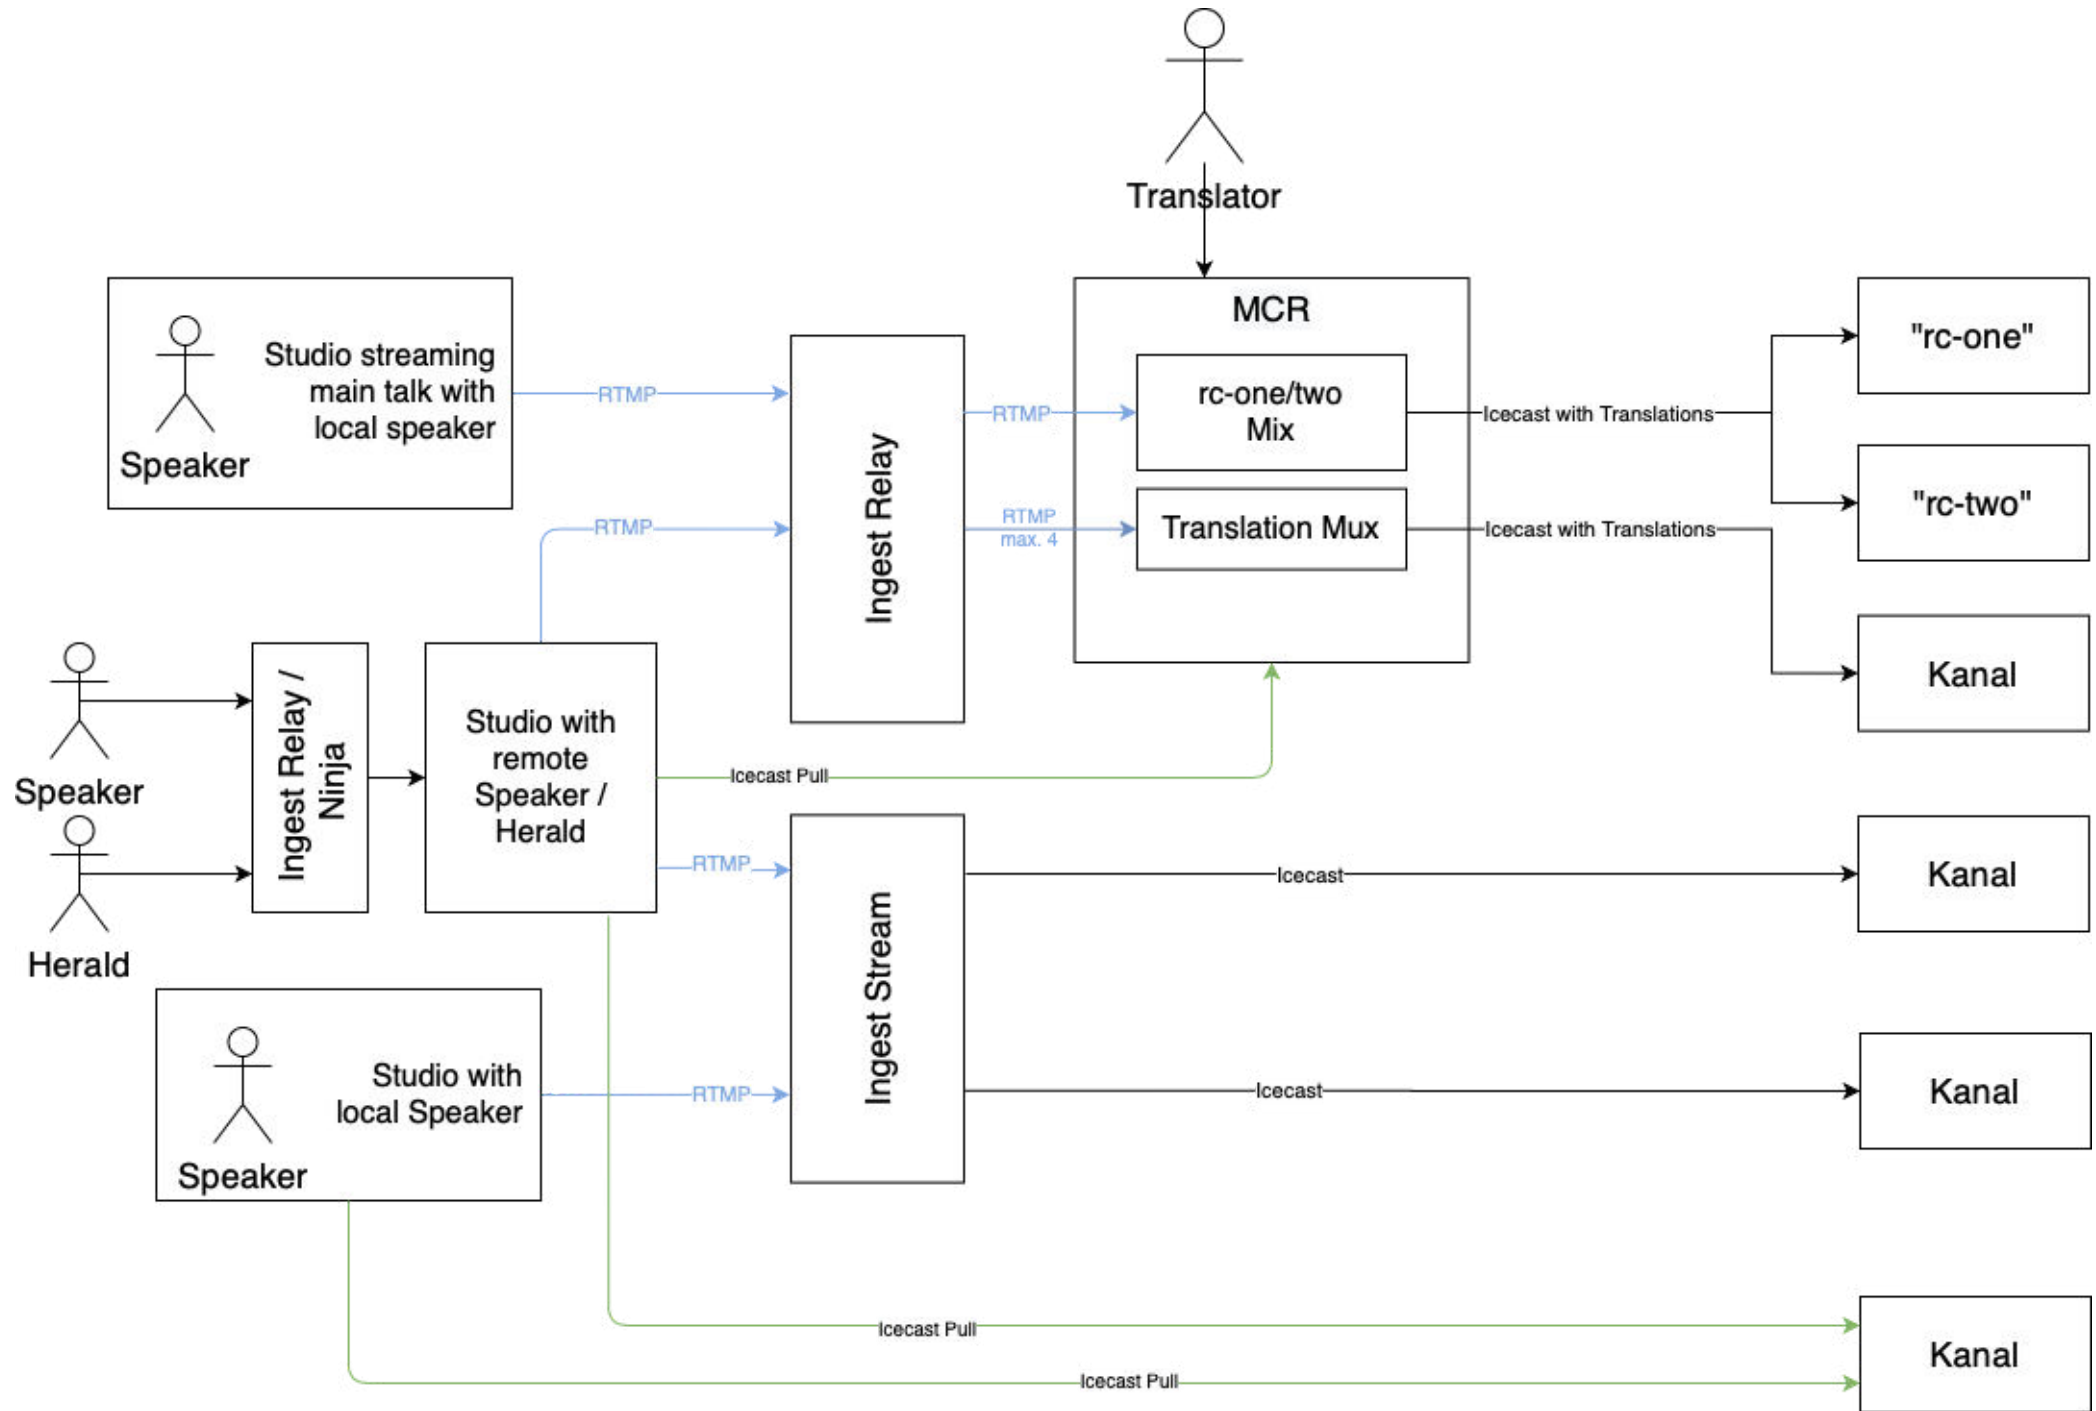 Translator
MCR
Studio streaming
main talk with
local speaker
Speaker
RTMP
Ingest Relay
RTMP
rc-one/two
Mix
Icecast with Translations
"rc-one"
"rc-two"
RTMP
RTMP
max. 4
Translation Mux
Icecast with Translations
Kanal
Speaker
Herald
Ingest Relay /
Ninja
Studio with
remote
Speaker /
Herald
Icecast Pull
RTMP
Ingest Stream
Icecast
Kanal
Studio with
local Speaker
Speaker
RTMP
Icecast
Kanal
Icecast Pull
Icecast Pull
Kanal